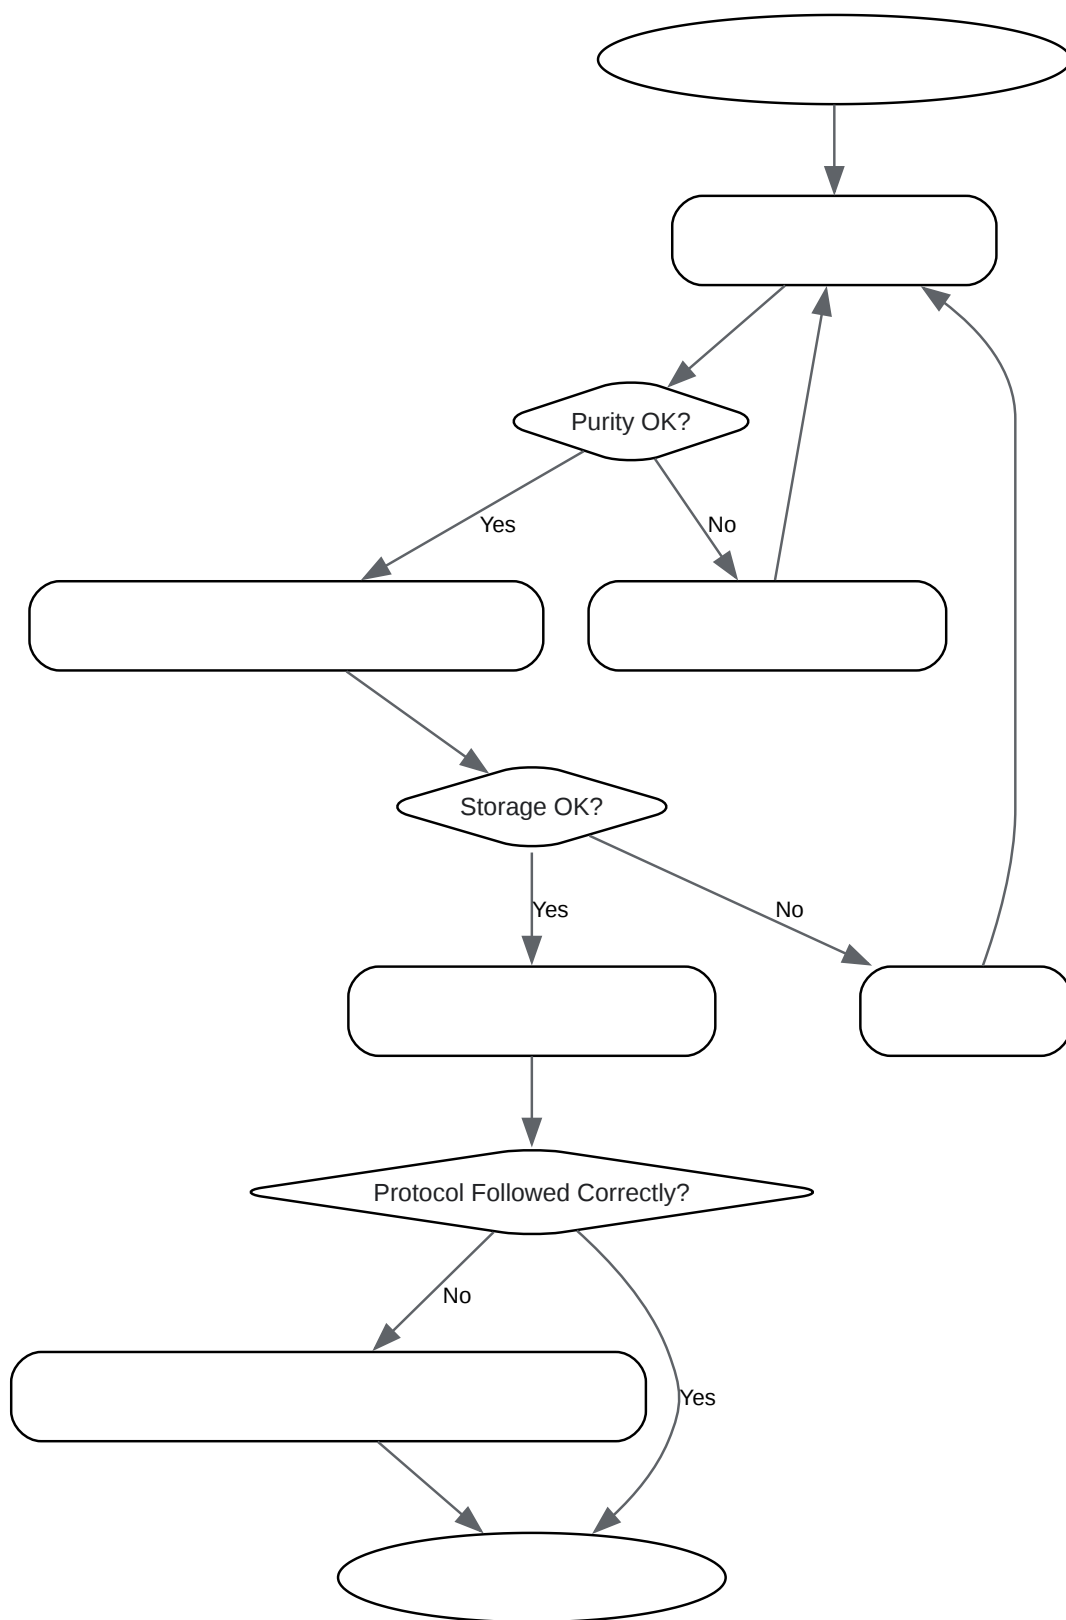 Purity OK?
Yes
No
Storage OK?
Yes
No
Protocol Followed Correctly?
No
Yes